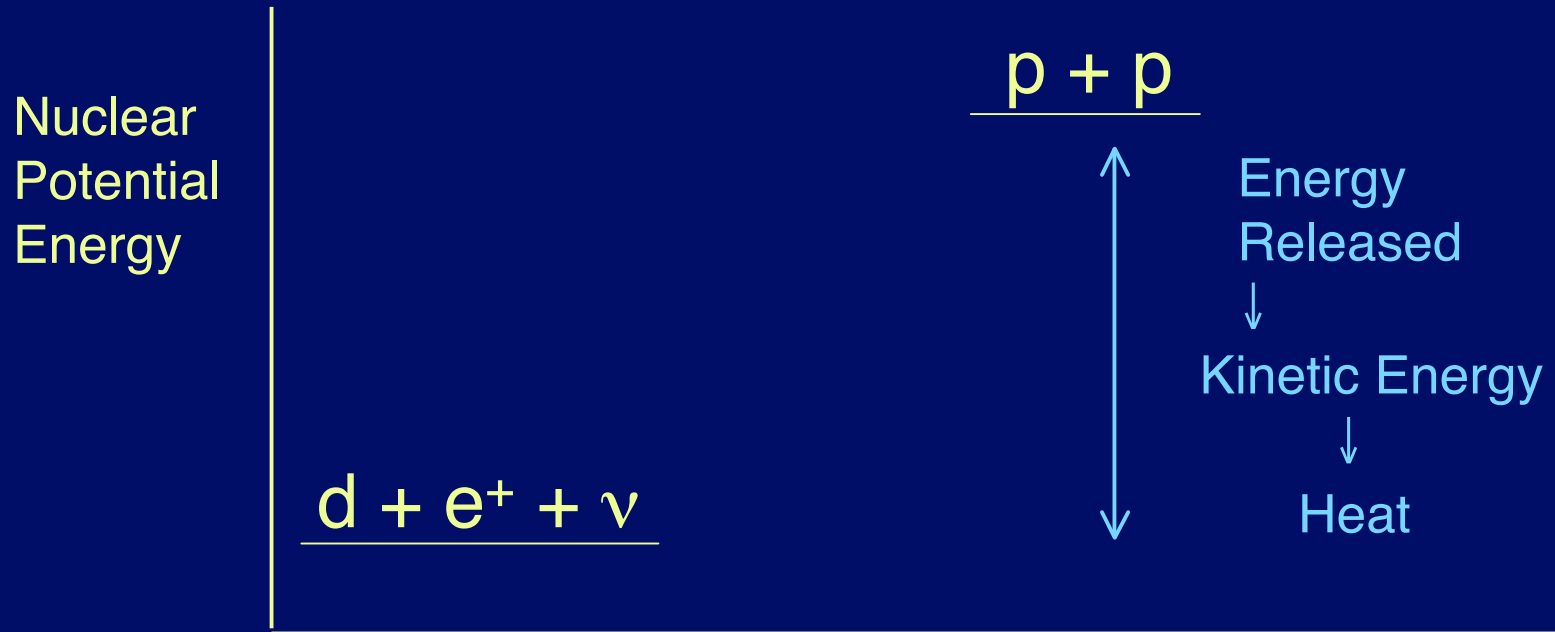 p + p
Nuclear
Potential
Energy
Energy
Released
↓
Kinetic Energy
↓
Heat
d + e⁺ + ν